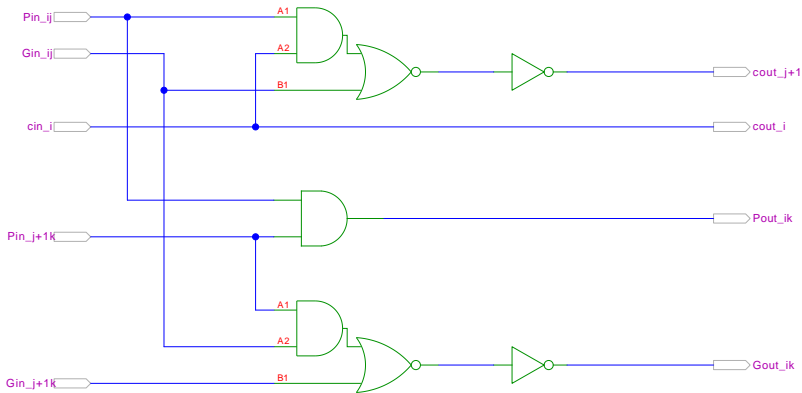 Pin_ij
A1
Gin_ij
A2
cout_j+1
B1
cin_i
cout_i
Pout_ik
Pin_j+1k
A1
A2
Gout_ik
Gin_j+1k
B1